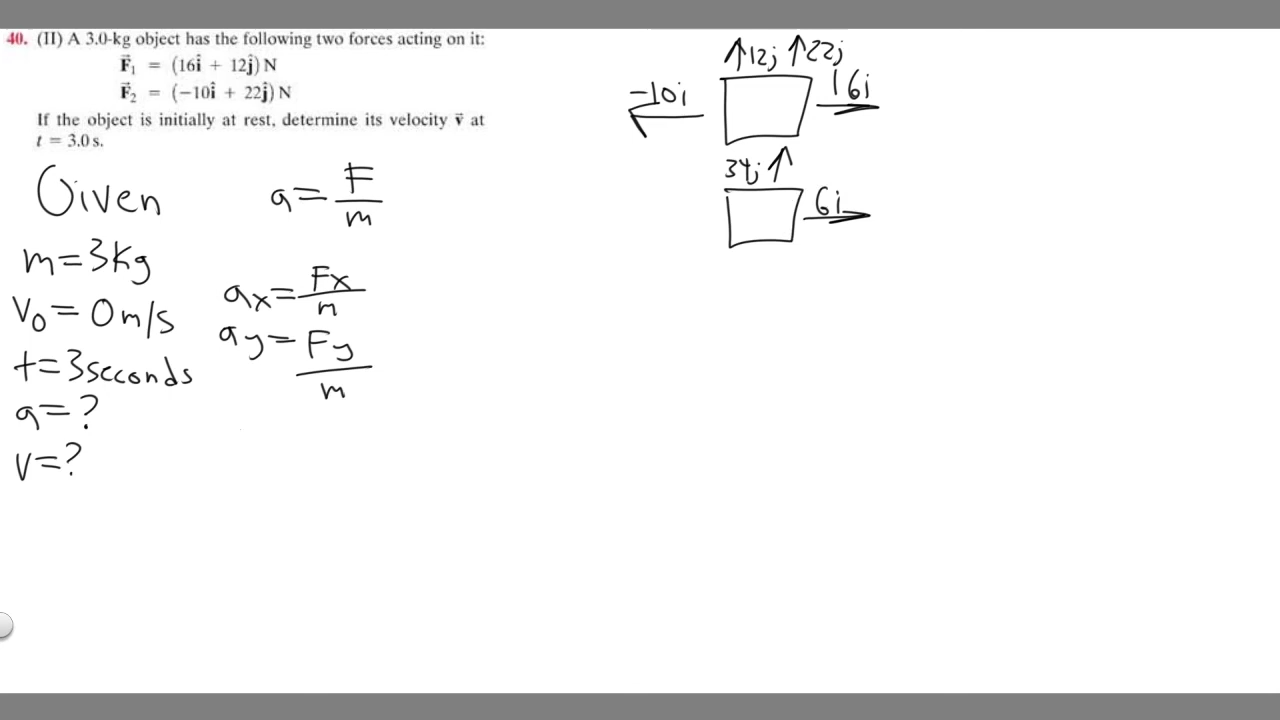 40. (II) A 3.0-kg object has the following two forces acting on it:
F⃗₁ = (16î + 12ĵ) N
F⃗₂ = (−10î + 22ĵ) N
If the object is initially at rest, determine its velocity v⃗ at
t = 3.0 s.
Given
m=3kg
V₀=0m/s
t=3seconds
a=?
v=?
a=F/m
ax=Fx/m
ay=Fy/m
↑12j ↑22j
-10i
16i
34j ↑
6i